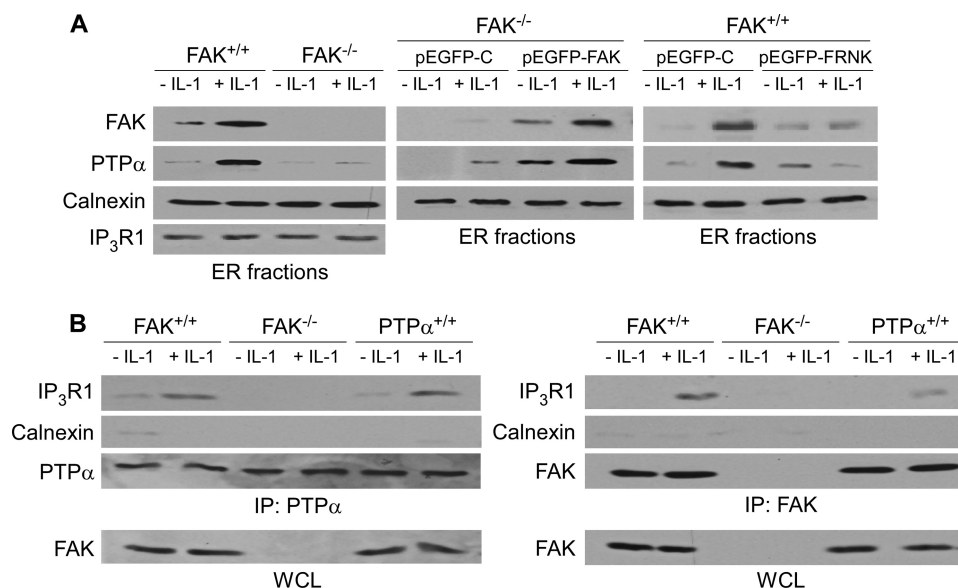 A
FAK+/+ FAK-/- FAK-/- FAK+/+
pEGFP-C pEGFP-FAK pEGFP-C pEGFP-FRNK
- IL-1 + IL-1 - IL-1 + IL-1 - IL-1 + IL-1 - IL-1 + IL-1 - IL-1 + IL-1 - IL-1 + IL-1
FAK
PTPα
Calnexin
IP3R1
ER fractions ER fractions ER fractions
B
FAK+/+ FAK-/- PTPα+/+ FAK+/+ FAK-/- PTPα+/+
- IL-1 + IL-1 - IL-1 + IL-1 - IL-1 + IL-1 - IL-1 + IL-1 - IL-1 + IL-1 - IL-1 + IL-1
IP3R1 IP3R1
Calnexin Calnexin
PTPα FAK
IP: PTPα IP: FAK
FAK FAK
WCL WCL